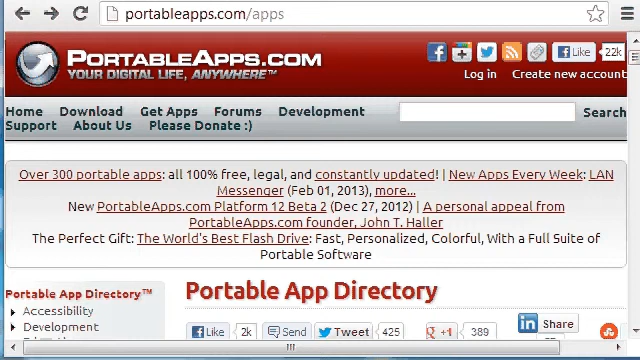 portableapps.com/apps
PORTABLEAPPS.COM
YOUR DIGITAL LIFE, ANYWHERE™
Like 22k
Log in Create new account
Home Download Get Apps Forums Development Search
Support About Us Please Donate :)
Over 300 portable apps: all 100% free, legal, and constantly updated! | New Apps Every Week: LAN
Messenger (Feb 01, 2013), more...
New PortableApps.com Platform 12 Beta 2 (Dec 27, 2012) | A personal appeal from
PortableApps.com founder, John T. Haller
The Perfect Gift: The World's Best Flash Drive: Fast, Personalized, Colorful, With a Full Suite of
Portable Software
Portable App Directory™
Accessibility
Development
Portable App Directory
Like 2k Send Tweet 425 +1 389 in Share